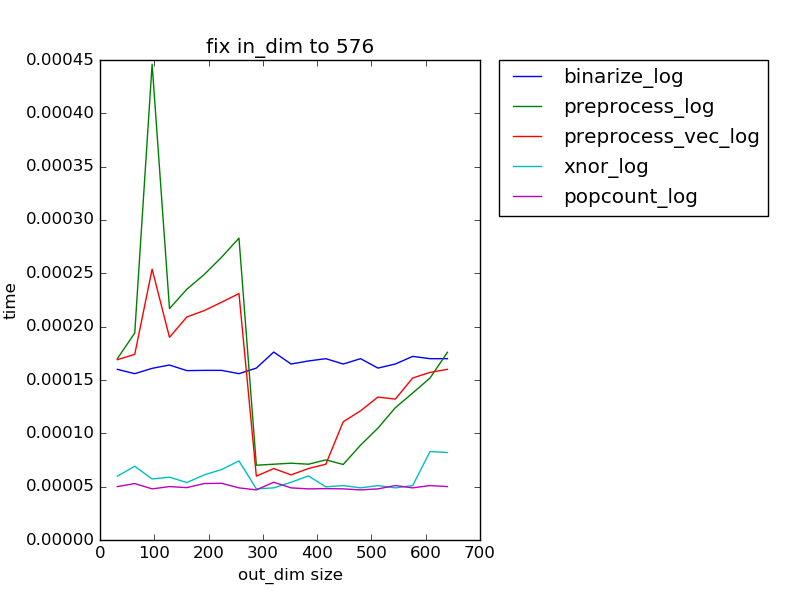 fix in_dim to 576
0.00045
0.00040
0.00035
0.00030
0.00025
0.00020
0.00015
0.00010
0.00005
0.00000
time
0 100 200 300 400 500 600 700
out_dim size
binarize_log
preprocess_log
preprocess_vec_log
xnor_log
popcount_log